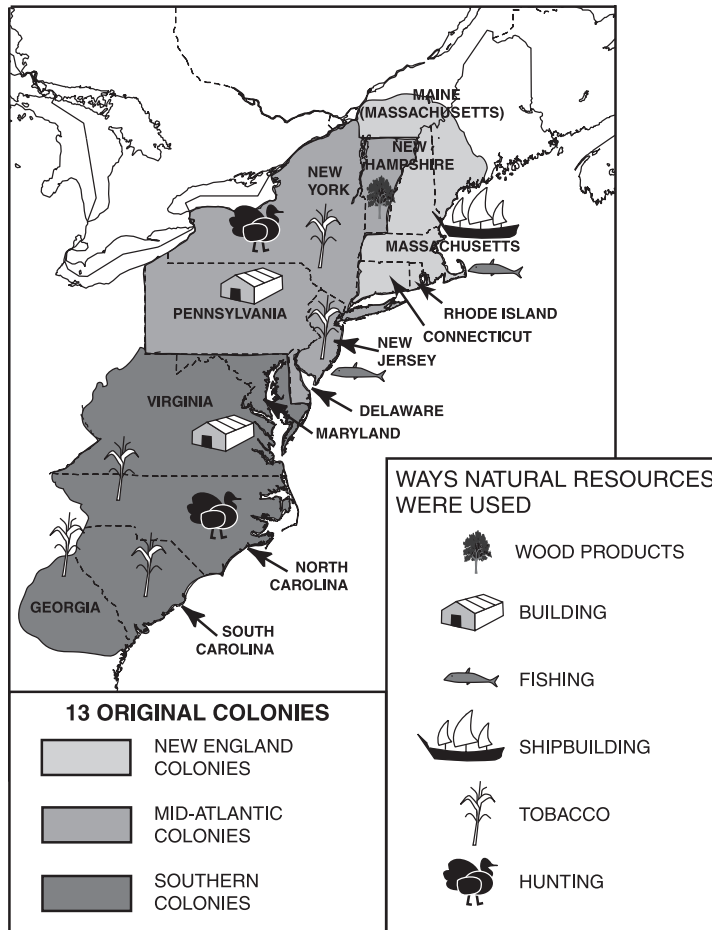 MAINE
(MASSACHUSETTS)
NEW
HAMPSHIRE
NEW
YORK
MASSACHUSETTS
RHODE ISLAND
CONNECTICUT
PENNSYLVANIA
NEW
JERSEY
DELAWARE
MARYLAND
VIRGINIA
NORTH
CAROLINA
GEORGIA
SOUTH
CAROLINA
WAYS NATURAL RESOURCES
WERE USED
WOOD PRODUCTS
BUILDING
FISHING
SHIPBUILDING
TOBACCO
HUNTING
13 ORIGINAL COLONIES
NEW ENGLAND
COLONIES
MID-ATLANTIC
COLONIES
SOUTHERN
COLONIES